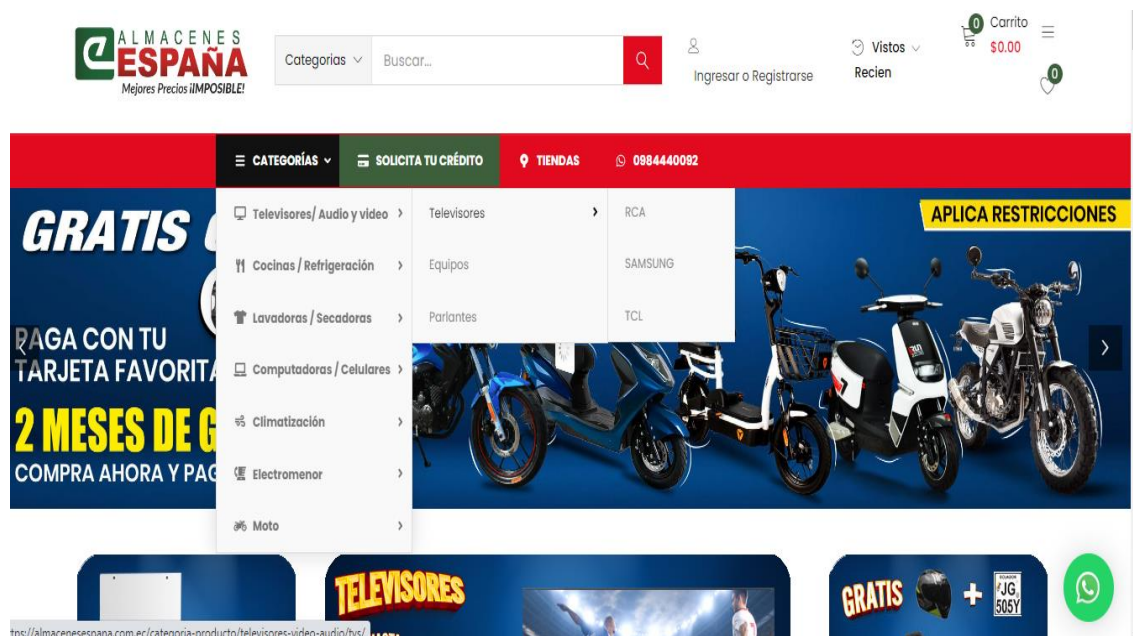 ALMACENES
ESPAÑA
Mejores Precios ¡IMPOSIBLE!
Categorias
Buscar...
Ingresar o Registrarse
Vistos
Recien
0
Carrito
$0.00
0
CATEGORÍAS
SOLICITA TU CRÉDITO
TIENDAS
0984440092
Televisores/ Audio y video
Televisores
RCA
Cocinas / Refrigeración
Equipos
SAMSUNG
Lavadoras / Secadoras
Parlantes
TCL
Computadoras / Celulares
Climatización
Electromenor
Moto
GRATIS
APLICA RESTRICCIONES
PAGA CON TU
TARJETA FAVORITA
2 MESES DE G
COMPRA AHORA Y PAG
TELEVISORES
GRATIS
+
ECUADOR
JG
505Y
ttps://almacenesespana.com.ec/categoria-producto/televisores-video-audio/tvs/